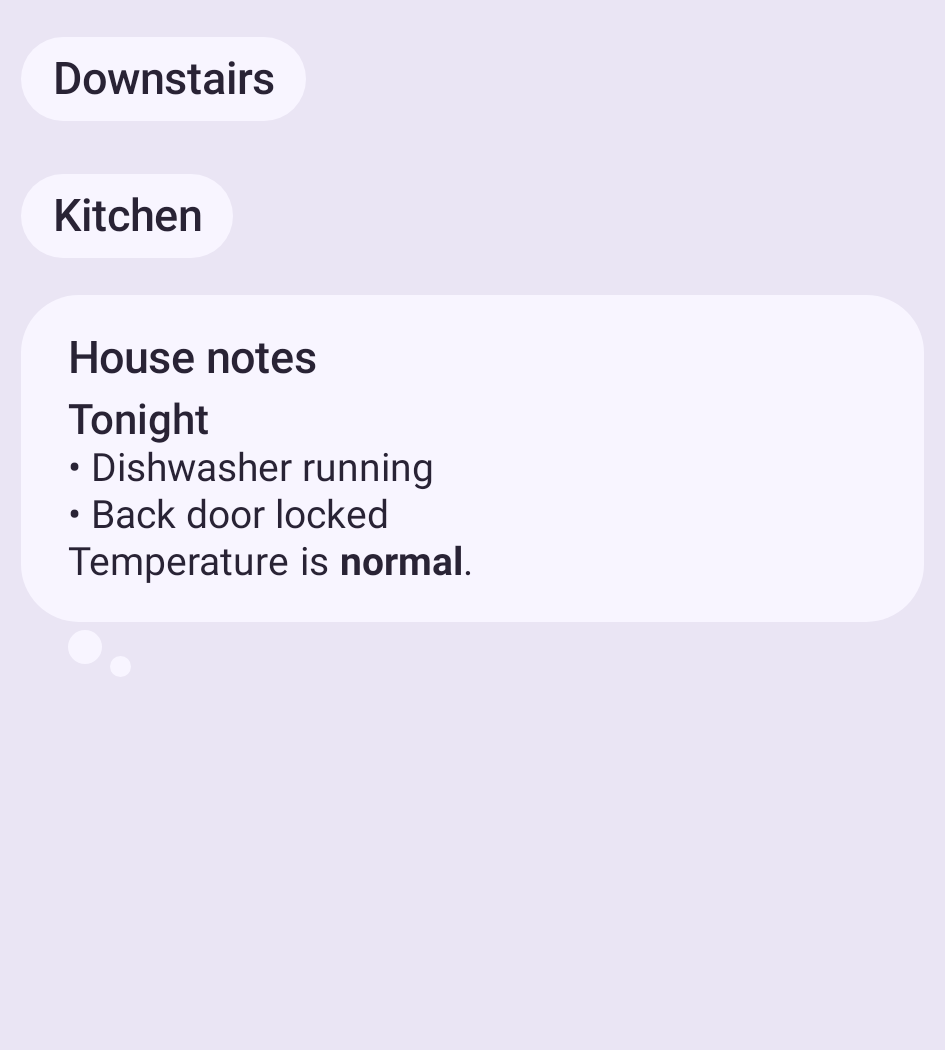 Downstairs
Kitchen
House notes
Tonight
• Dishwasher running
• Back door locked
Temperature is normal.